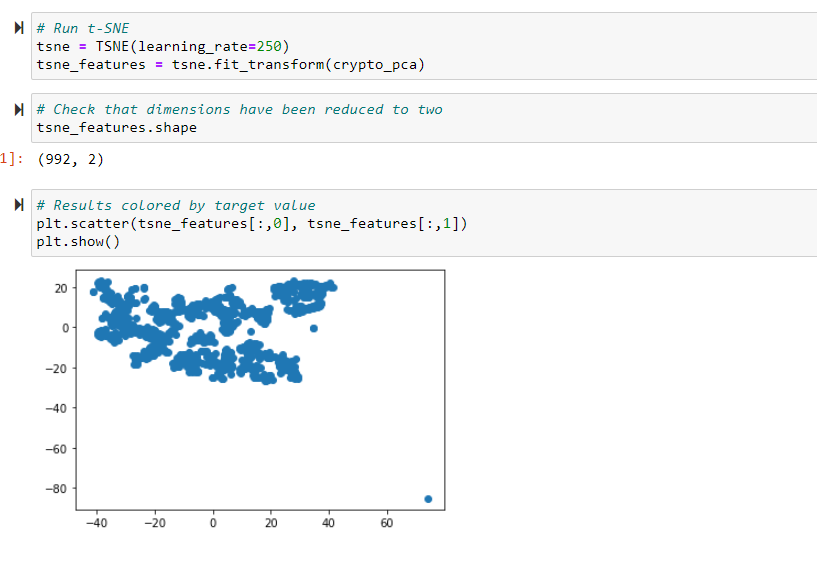 # Run t-SNE
tsne = TSNE(learning_rate=250)
tsne_features = tsne.fit_transform(crypto_pca)
# Check that dimensions have been reduced to two
tsne_features.shape
1]: (992, 2)
# Results colored by target value
plt.scatter(tsne_features[:,0], tsne_features[:,1])
plt.show()
20
0
−20
−40
−60
−80
−40 −20 0 20 40 60